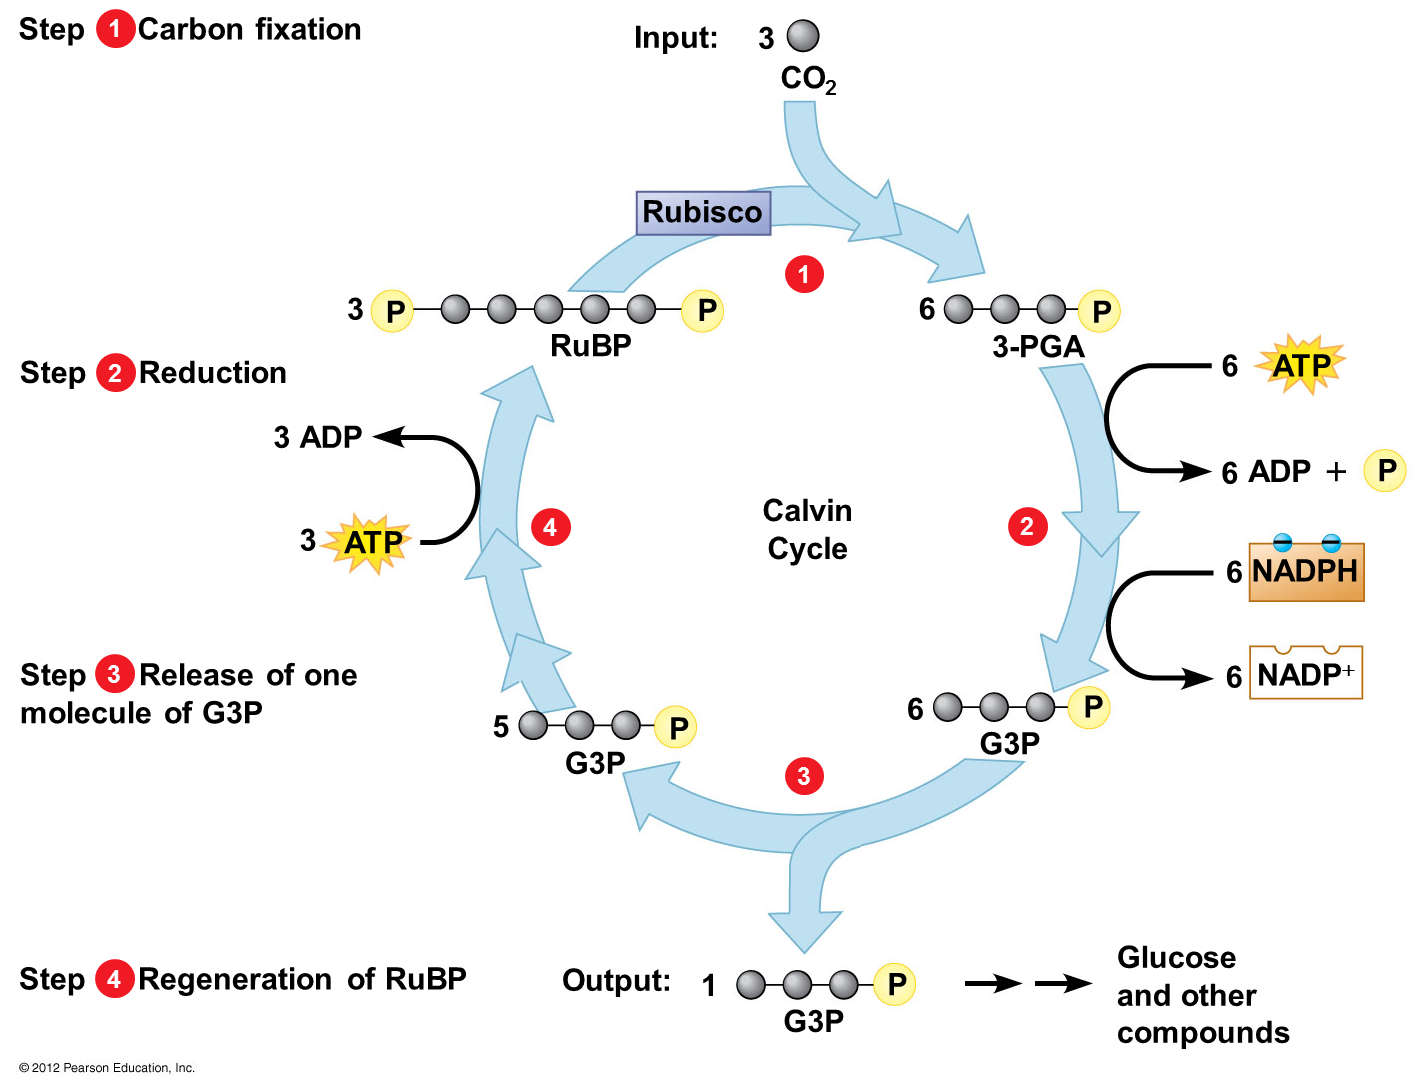 Step 1 Carbon fixation
Input: 3
CO₂
Rubisco
1
3 P P
RuBP
6 P
3-PGA
Step 2 Reduction
6 ATP
3 ADP
6 ADP + P
Calvin
Cycle
3 ATP
4
2
6 NADPH
6 NADP⁺
Step 3 Release of one
molecule of G3P
5 P
G3P
6 P
G3P
3
Step 4 Regeneration of RuBP
Output: 1 P
G3P
Glucose
and other
compounds
© 2012 Pearson Education, Inc.